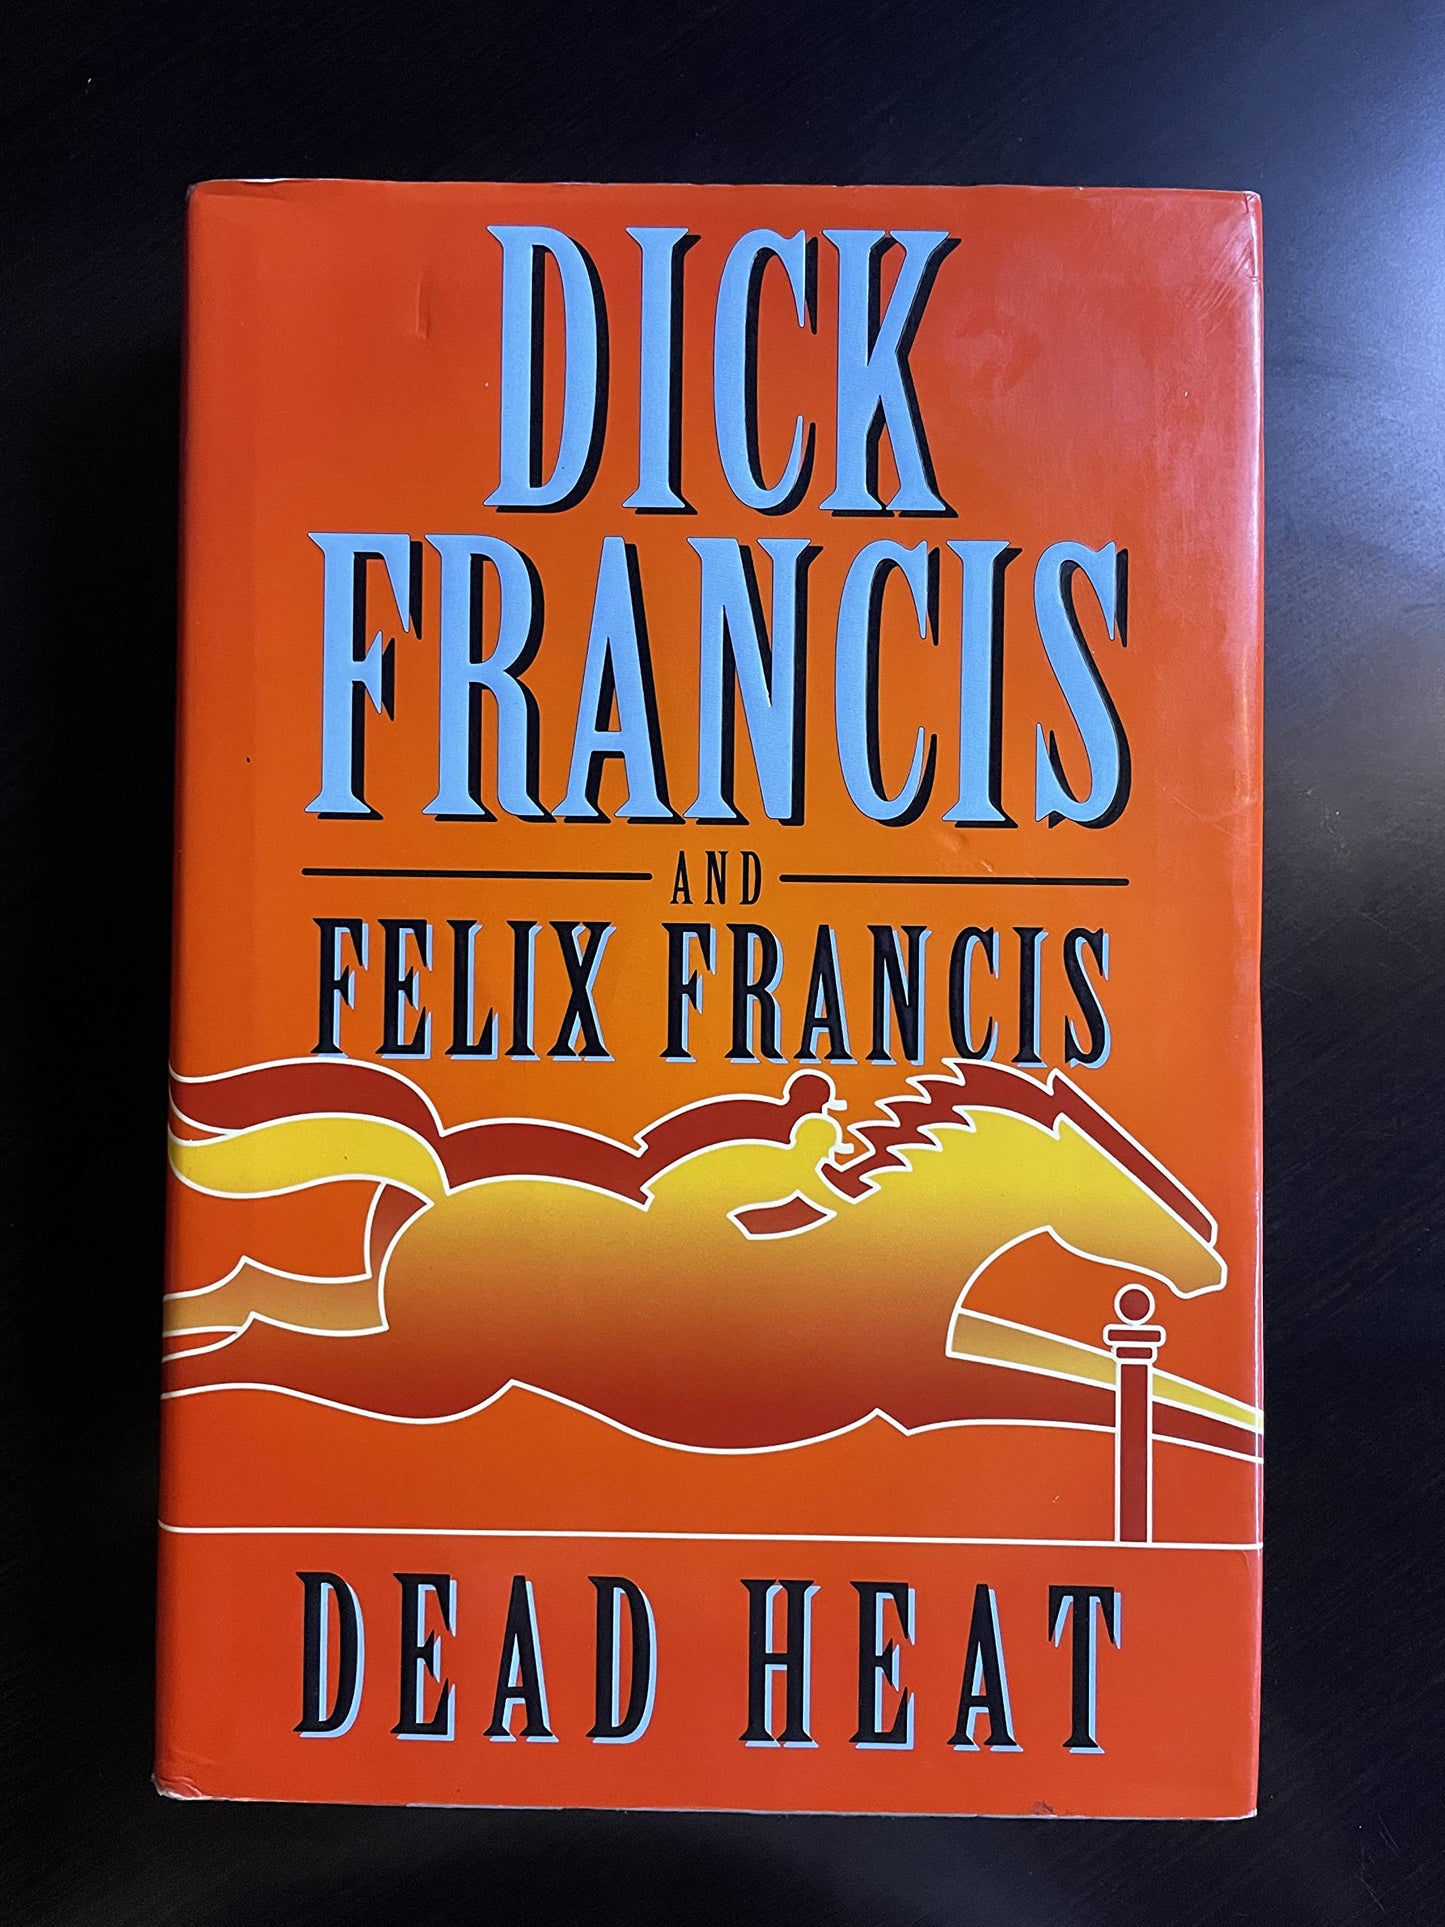 DICK
FRANCIS
AND
FELIX FRANCIS
DEAD HEAT